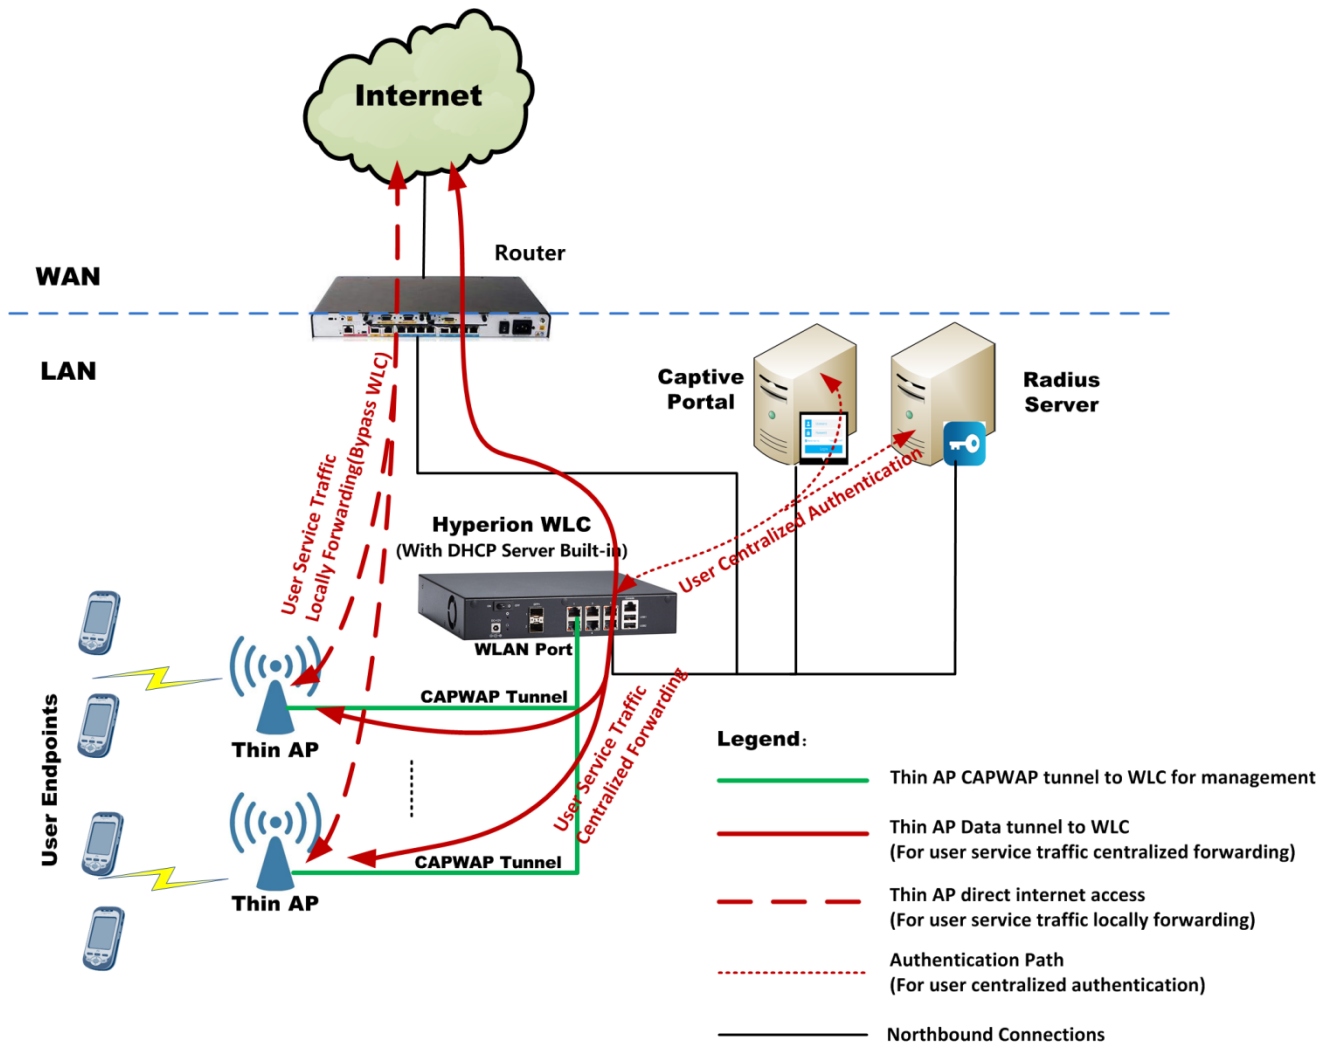 Internet
Router
WAN
LAN
Captive
Portal
Radius
Server
User Service Traffic
Locally Forwarding(Bypass WLC)
User Centralized Authentication
Hyperion WLC
(With DHCP Server Built-in)
WLAN Port
CAPWAP Tunnel
Thin AP
User Service Traffic
Centralized Forwarding
User Endpoints
CAPWAP Tunnel
Thin AP
Legend:
Thin AP CAPWAP tunnel to WLC for management
Thin AP Data tunnel to WLC
(For user service traffic centralized forwarding)
Thin AP direct internet access
(For user service traffic locally forwarding)
Authentication Path
(For user centralized authentication)
Northbound Connections